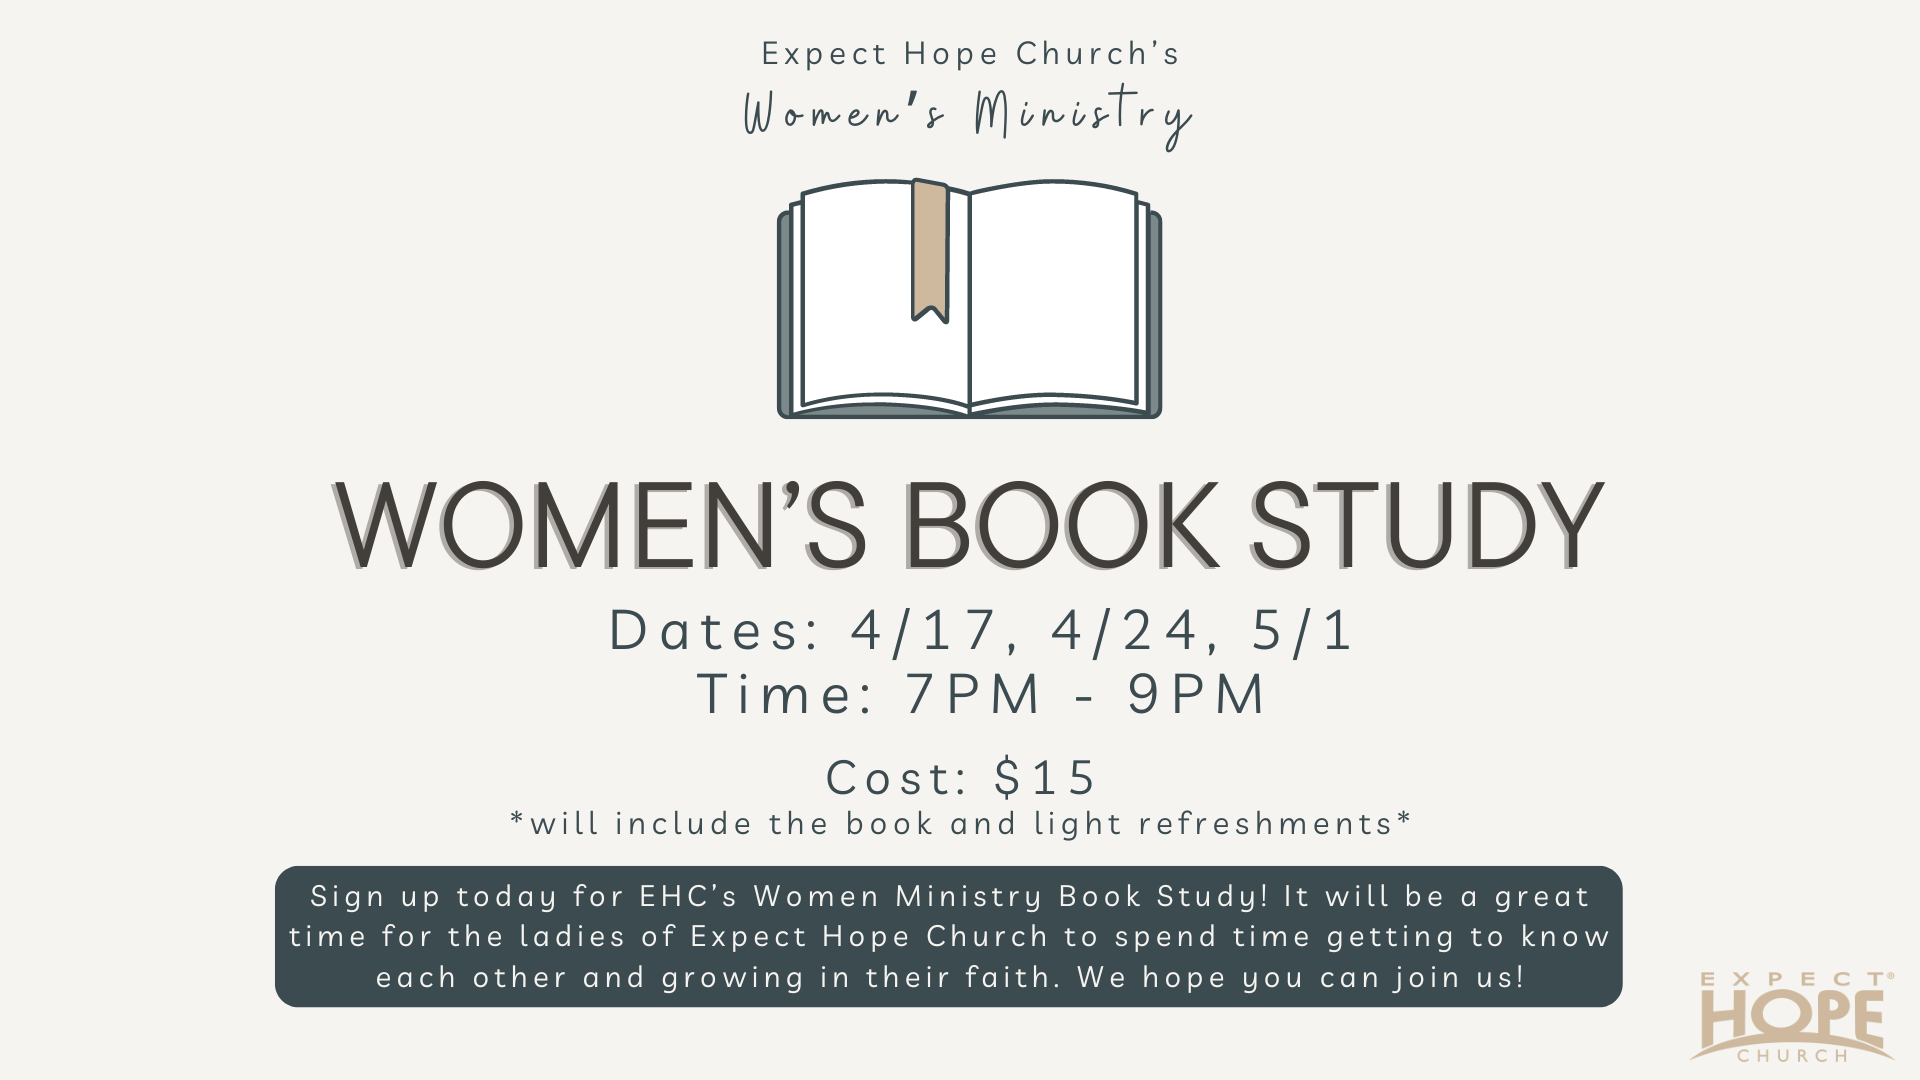 Expect Hope Church's
Women's Ministry
WOMEN'S BOOK STUDY
Dates: 4/17, 4/24, 5/1
Time: 7PM - 9PM
Cost: $15
*will include the book and light refreshments*
Sign up today for EHC's Women Ministry Book Study! It will be a great
time for the ladies of Expect Hope Church to spend time getting to know
each other and growing in their faith. We hope you can join us!
EXPECT®
HOPE
CHURCH